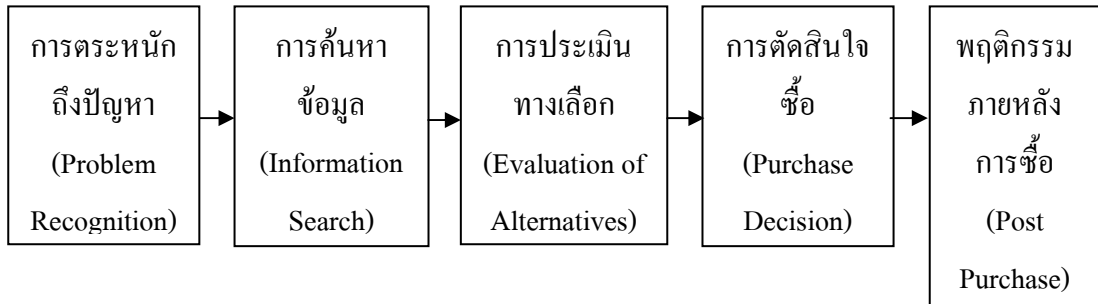 การตระหนัก
ถึงปัญหา
(Problem
Recognition)
การค้นหา
ข้อมูล
(Information
Search)
การประเมิน
ทางเลือก
(Evaluation of
Alternatives)
การตัดสินใจ
ซื้อ
(Purchase
Decision)
พฤติกรรม
ภายหลัง
การซื้อ
(Post
Purchase)